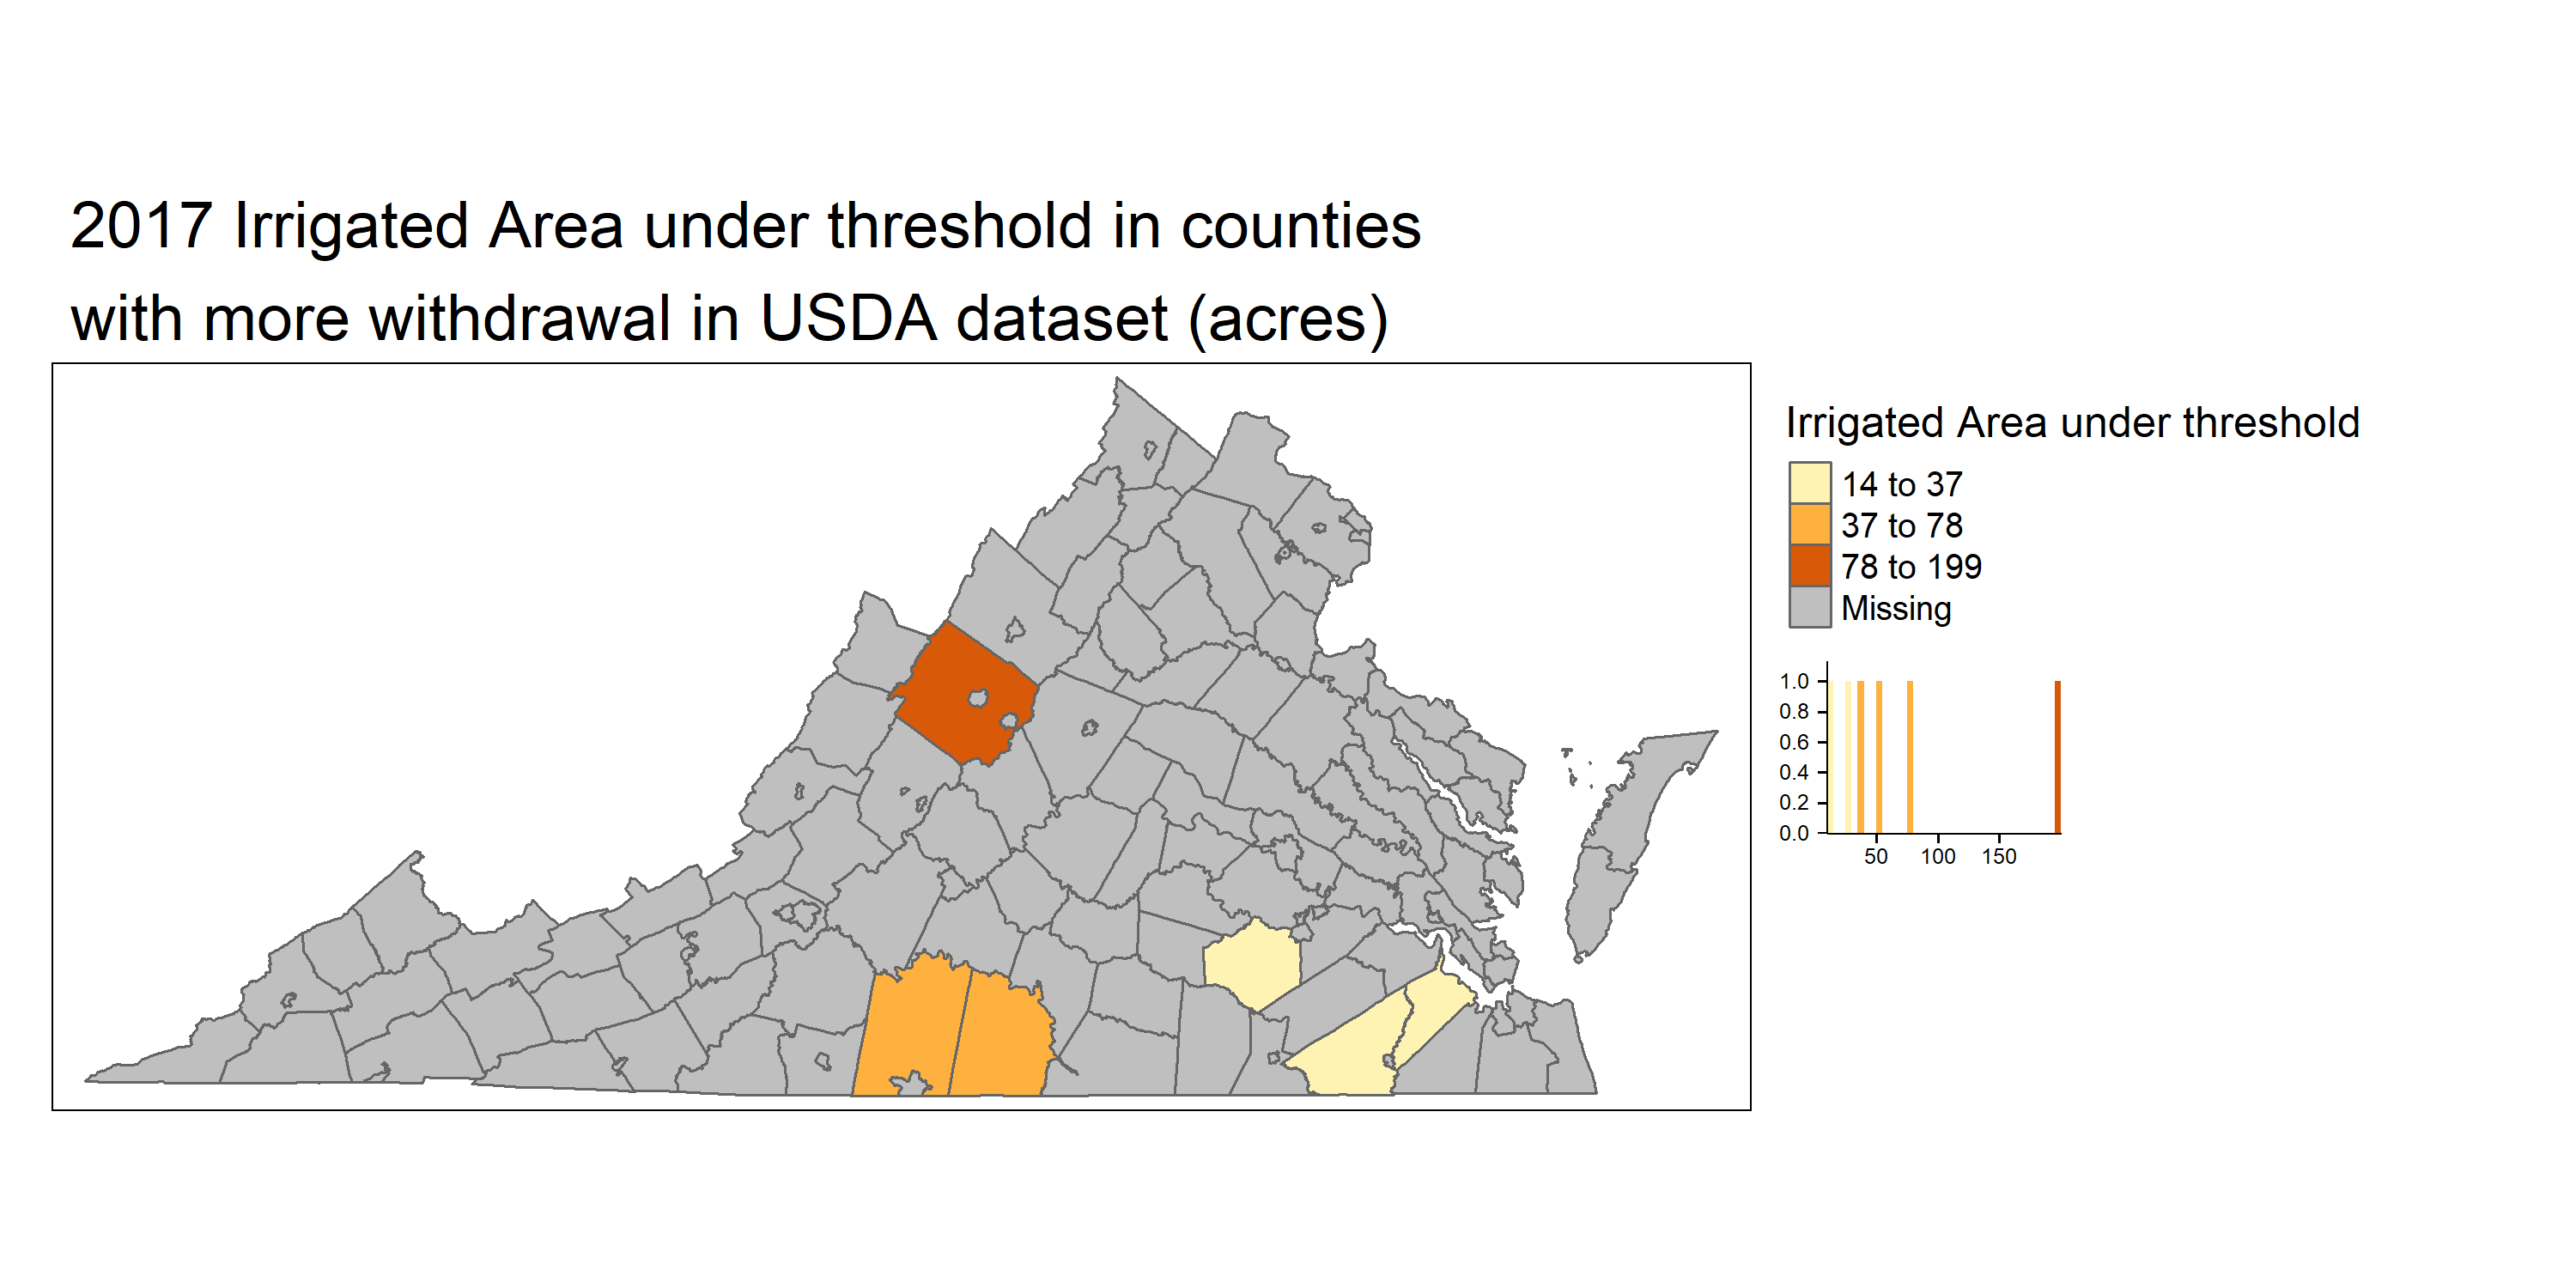 2017 Irrigated Area under threshold in counties
with more withdrawal in USDA dataset (acres)
Irrigated Area under threshold
14 to 37
37 to 78
78 to 199
Missing
1.0
0.8
0.6
0.4
0.2
0.0
50 100 150